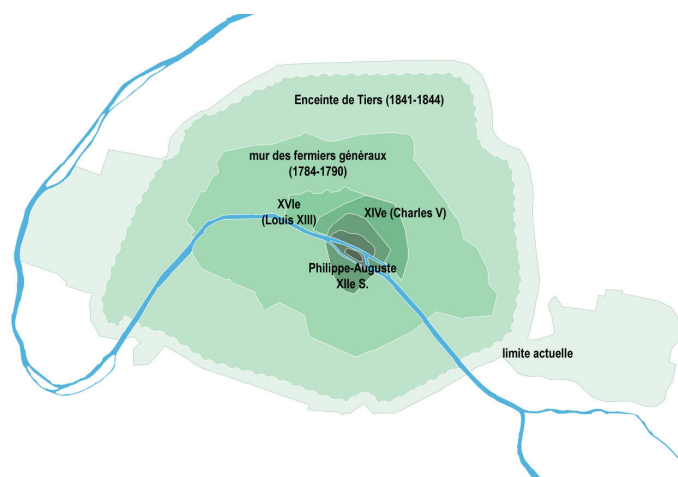 Enceinte de Tiers (1841-1844)
mur des fermiers généraux
(1784-1790)
XVIe
(Louis XIII)
XIVe (Charles V)
Philippe-Auguste
XIIe S.
limite actuelle